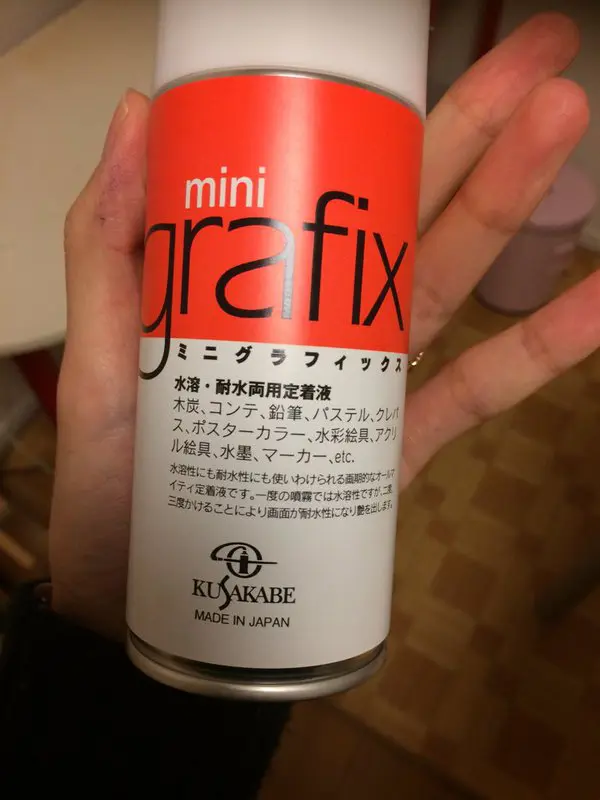 mini
grafix
ミニグラフィックス
水溶・耐水両用定着液
木炭、コンテ、鉛筆、パステル、クレパ
ス、ポスターカラー、水彩絵具、アクリ
ル絵具、水墨、マーカー、etc.
水溶性にも耐水性にも使いわけられる画期的なオールマ
イティ定着液です。一度の噴霧では水溶性ですが、二度、
三度かけることにより画面が耐水性になり艶を出します。
KUSAKABE
MADE IN JAPAN